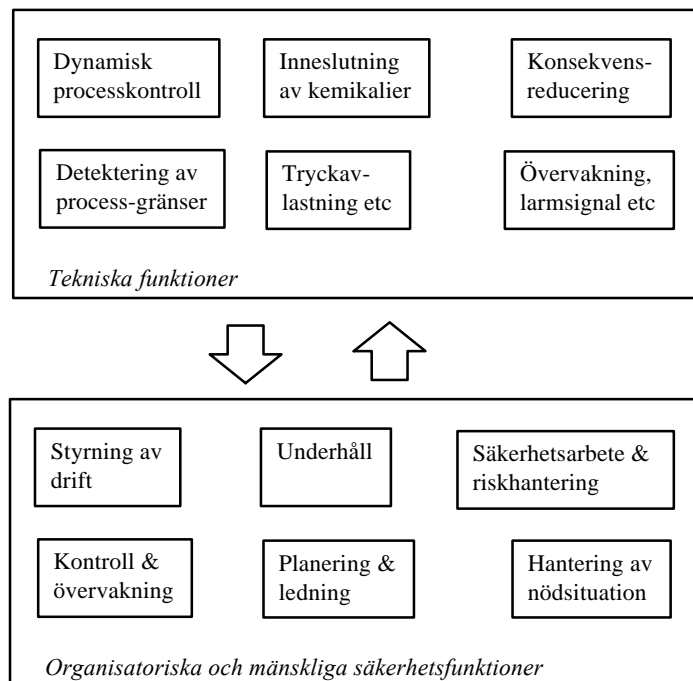 Dynamisk
processkontroll
Inneslutning
av kemikalier
Konsekvens-
reducering
Detektering av
process-gränser
Tryckav-
lastning etc
Övervakning,
larmsignal etc
Tekniska funktioner
Styrning av
drift
Underhåll
Säkerhetsarbete &
riskhantering
Kontroll &
övervakning
Planering &
ledning
Hantering av
nödsituation
Organisatoriska och mänskliga säkerhetsfunktioner